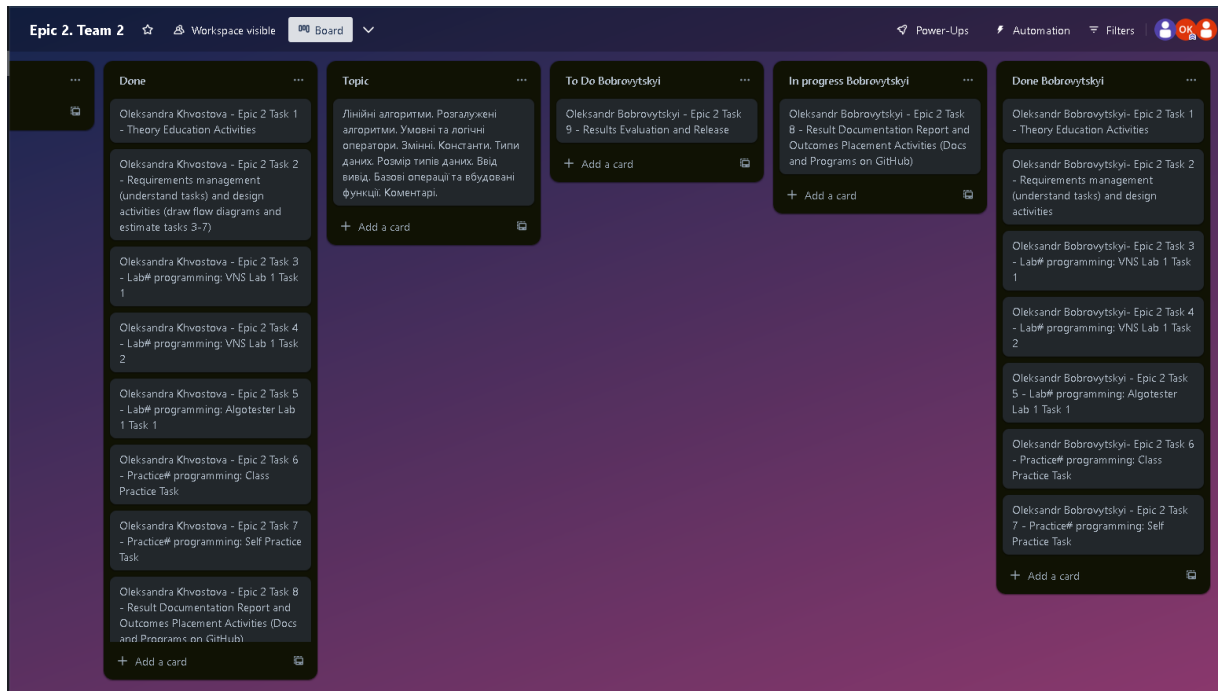 Epic 2. Team 2
Workspace visible
Board
Power-Ups
Automation
Filters
OK
Done
Oleksandra Khvostova - Epic 2 Task 1
- Theory Education Activities
Oleksandra Khvostova - Epic 2 Task 2
- Requirements management
(understand tasks) and design
activities (draw flow diagrams and
estimate tasks 3-7)
Oleksandra Khvostova - Epic 2 Task 3
- Lab# programming: VNS Lab 1 Task
1
Oleksandra Khvostova - Epic 2 Task 4
- Lab# programming: VNS Lab 1 Task
2
Oleksandra Khvostova - Epic 2 Task 5
- Lab# programming: Algotester Lab
1 Task 1
Oleksandra Khvostova - Epic 2 Task 6
- Practice# programming: Class
Practice Task
Oleksandra Khvostova - Epic 2 Task 7
- Practice# programming: Self Practice
Task
Oleksandra Khvostova - Epic 2 Task 8
- Result Documentation Report and
Outcomes Placement Activities (Docs
and Programs on GitHub)
+ Add a card
Topic
Лінійні алгоритми. Розгалужені
алгоритми. Умовні та логічні
оператори. Змінні. Константи. Типи
даних. Розмір типів даних. Ввід
вивід. Базові операції та вбудовані
функції. Коментарі.
+ Add a card
To Do Bobrovytskyi
Oleksandr Bobrovytskyi - Epic 2 Task
9 - Results Evaluation and Release
+ Add a card
In progress Bobrovytskyi
Oleksandr Bobrovytskyi - Epic 2 Task
8 - Result Documentation Report and
Outcomes Placement Activities (Docs
and Programs on GitHub)
+ Add a card
Done Bobrovytskyi
Oleksandr Bobrovytskyi- Epic 2 Task 1
- Theory Education Activities
Oleksandr Bobrovytskyi- Epic 2 Task 2
- Requirements management
(understand tasks) and design
activities
Oleksandr Bobrovytskyi- Epic 2 Task 3
- Lab# programming: VNS Lab 1 Task
1
Oleksandr Bobrovytskyi- Epic 2 Task 4
- Lab# programming: VNS Lab 1 Task
2
Oleksandr Bobrovytskyi - Epic 2 Task
5 - Lab# programming: Algotester
Lab 1 Task 1
Oleksandr Bobrovytskyi- Epic 2 Task 6
- Practice# programming: Class
Practice Task
Oleksandr Bobrovytskyi - Epic 2 Task
7 - Practice# programming: Self
Practice Task
+ Add a card